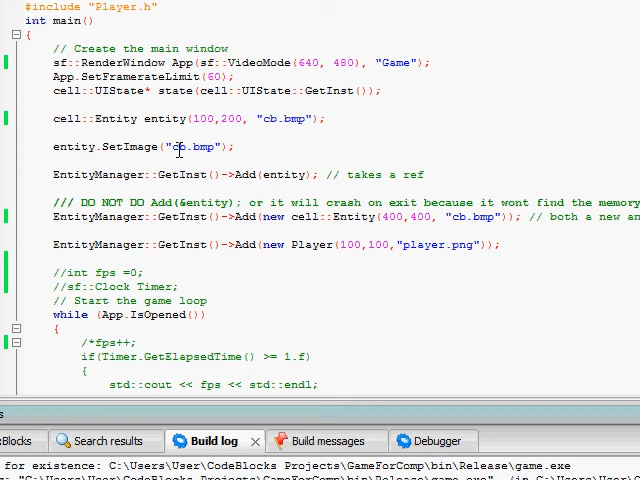 #include "Player.h"
int main()
{
// Create the main window
sf::RenderWindow App(sf::VideoMode(640, 480), "Game");
App.SetFramerateLimit(60);
cell::UIState* state(cell::UIState::GetInst());
cell::Entity entity(100,200, "cb.bmp");
entity.SetImage("cb.bmp");
EntityManager::GetInst()->Add(entity); // takes a ref
/// DO NOT DO Add(&entity); or it will crash on exit because it wont find the memory
EntityManager::GetInst()->Add(new cell::Entity(400,400, "cb.bmp")); // both a new an
EntityManager::GetInst()->Add(new Player(100,100,"player.png"));
//int fps =0;
//sf::Clock Timer;
// Start the game loop
while (App.IsOpened())
{
/*fps++;
if(Timer.GetElapsedTime() >= 1.f)
{
std::cout << fps << std::endl;
s
::Blocks Search results Build log Build messages Debugger
for existence: C:\Users\User\CodeBlocks Projects\GameForComp\bin\Release\game.exe